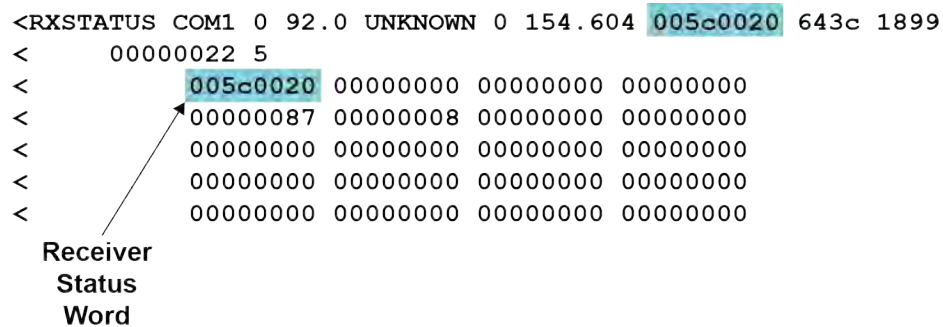 <RXSTATUS COM1 0 92.0 UNKNOWN 0 154.604 005c0020 643c 1899
< 00000022 5
< 005c0020 00000000 00000000 00000000
< 00000087 00000008 00000000 00000000
< 00000000 00000000 00000000 00000000
< 00000000 00000000 00000000 00000000
< 00000000 00000000 00000000 00000000
Receiver
Status
Word